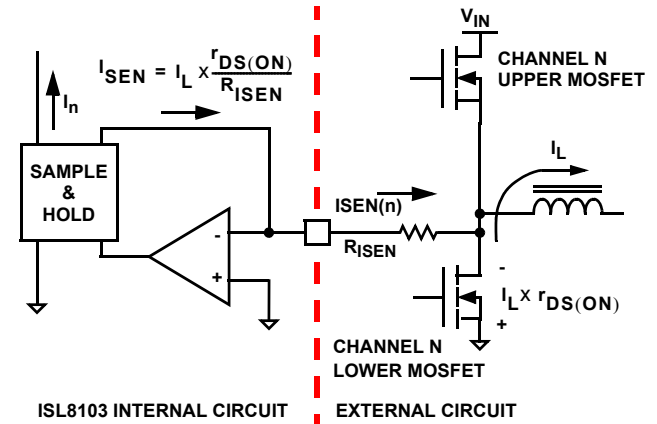 V_IN
CHANNEL N
UPPER MOSFET
I_SEN = I_L x r_DS(ON) / R_ISEN
I_n
I_L
SAMPLE
&
HOLD
ISEN(n)
-
+
R_ISEN
-
I_L x r_DS(ON)
+
CHANNEL N
LOWER MOSFET
ISL8103 INTERNAL CIRCUIT
EXTERNAL CIRCUIT